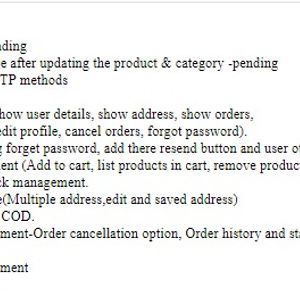 ding
e after updating the product & category -pending
TP methods
how user details, show address, show orders,
edit profile, cancel orders, forgot password).
forget password, add there resend button and user o
ent (Add to cart, list products in cart, remove produc
k management.
(Multiple address,edit and saved address)
COD.
ment-Order cancellation option, Order history and sta
ment